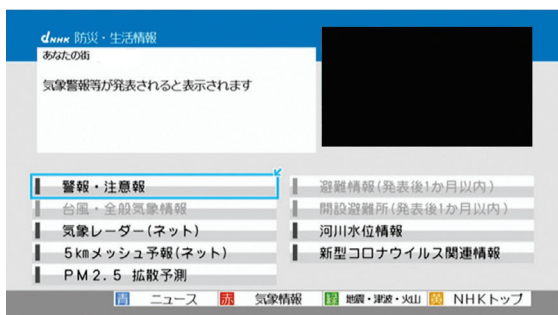 dNHK 防災・生活情報
あなたの街
気象警報等が発表されると表示されます
警報・注意報
避難情報(発表後1か月以内)
台風・全般気象情報
開設避難所(発表後1か月以内)
気象レーダー(ネット)
河川水位情報
5kmメッシュ予報(ネット)
新型コロナウイルス関連情報
PM2.5 拡散予測
青 ニュース 赤 気象情報 緑 地震・津波・火山 黄 NHKトップ